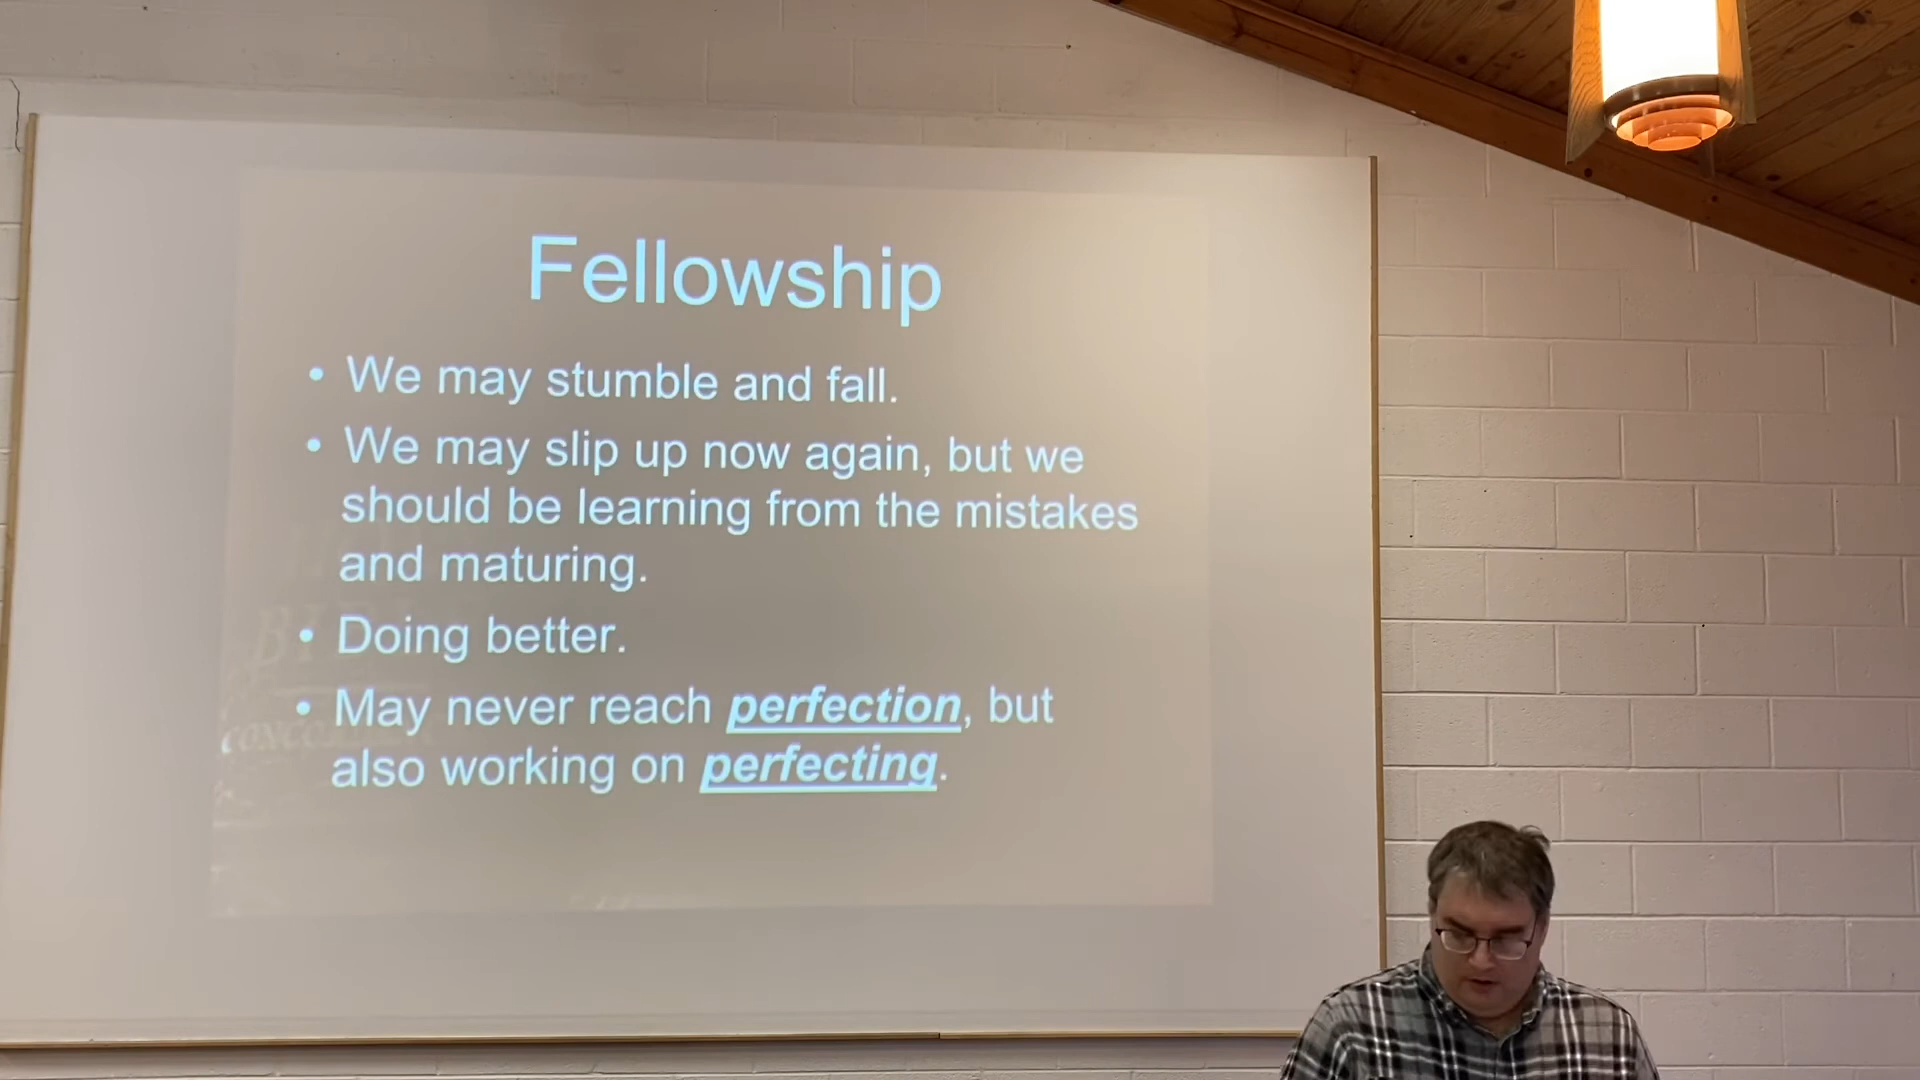 Fellowship
• We may stumble and fall.
• We may slip up now again, but we
should be learning from the mistakes
and maturing.
• Doing better.
• May never reach perfection, but
also working on perfecting.